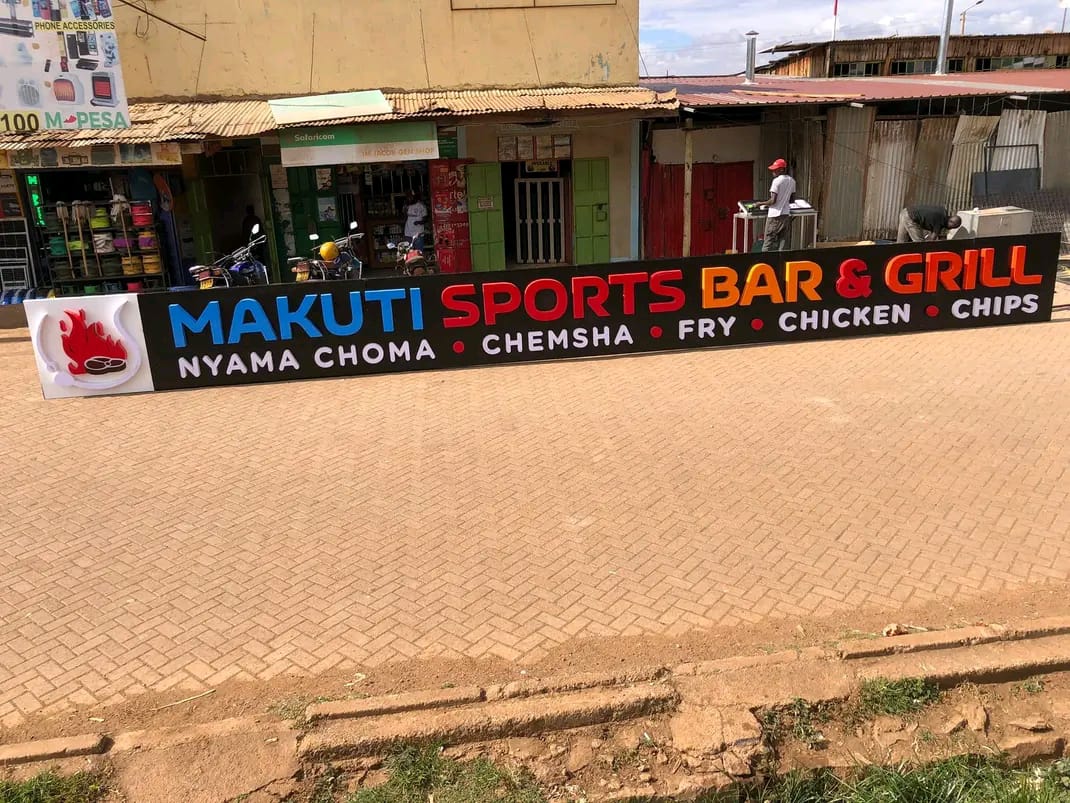 PHONE ACCESSORIES
100 M-PESA
Safaricom
MAKUTI SPORTS BAR & GRILL
NYAMA CHOMA • CHEMSHA • FRY • CHICKEN • CHIPS